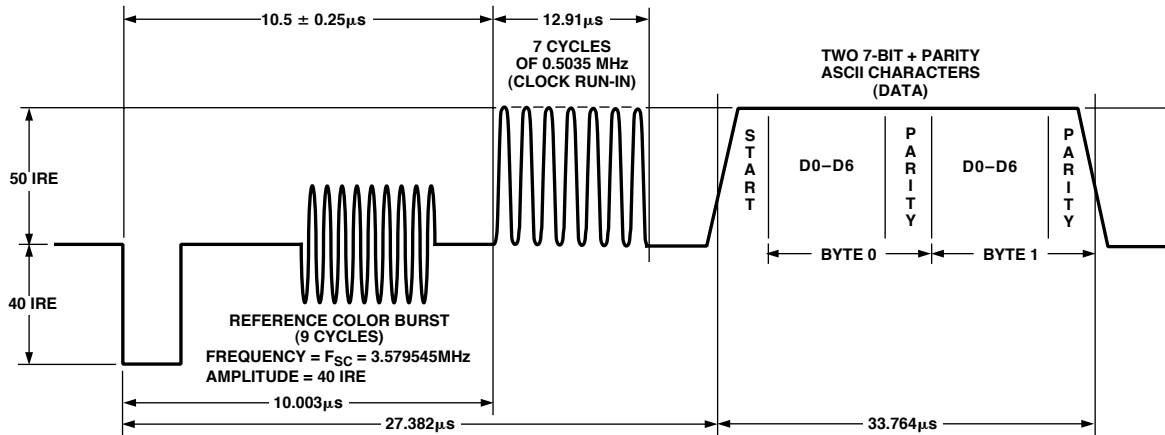 10.5 ± 0.25μs
12.91μs
7 CYCLES
OF 0.5035 MHz
(CLOCK RUN-IN)
TWO 7-BIT + PARITY
ASCII CHARACTERS
(DATA)
50 IRE
40 IRE
START
D0–D6
PARITY
D0–D6
PARITY
BYTE 0
BYTE 1
REFERENCE COLOR BURST
(9 CYCLES)
FREQUENCY = FSC = 3.579545MHz
AMPLITUDE = 40 IRE
10.003μs
27.382μs
33.764μs